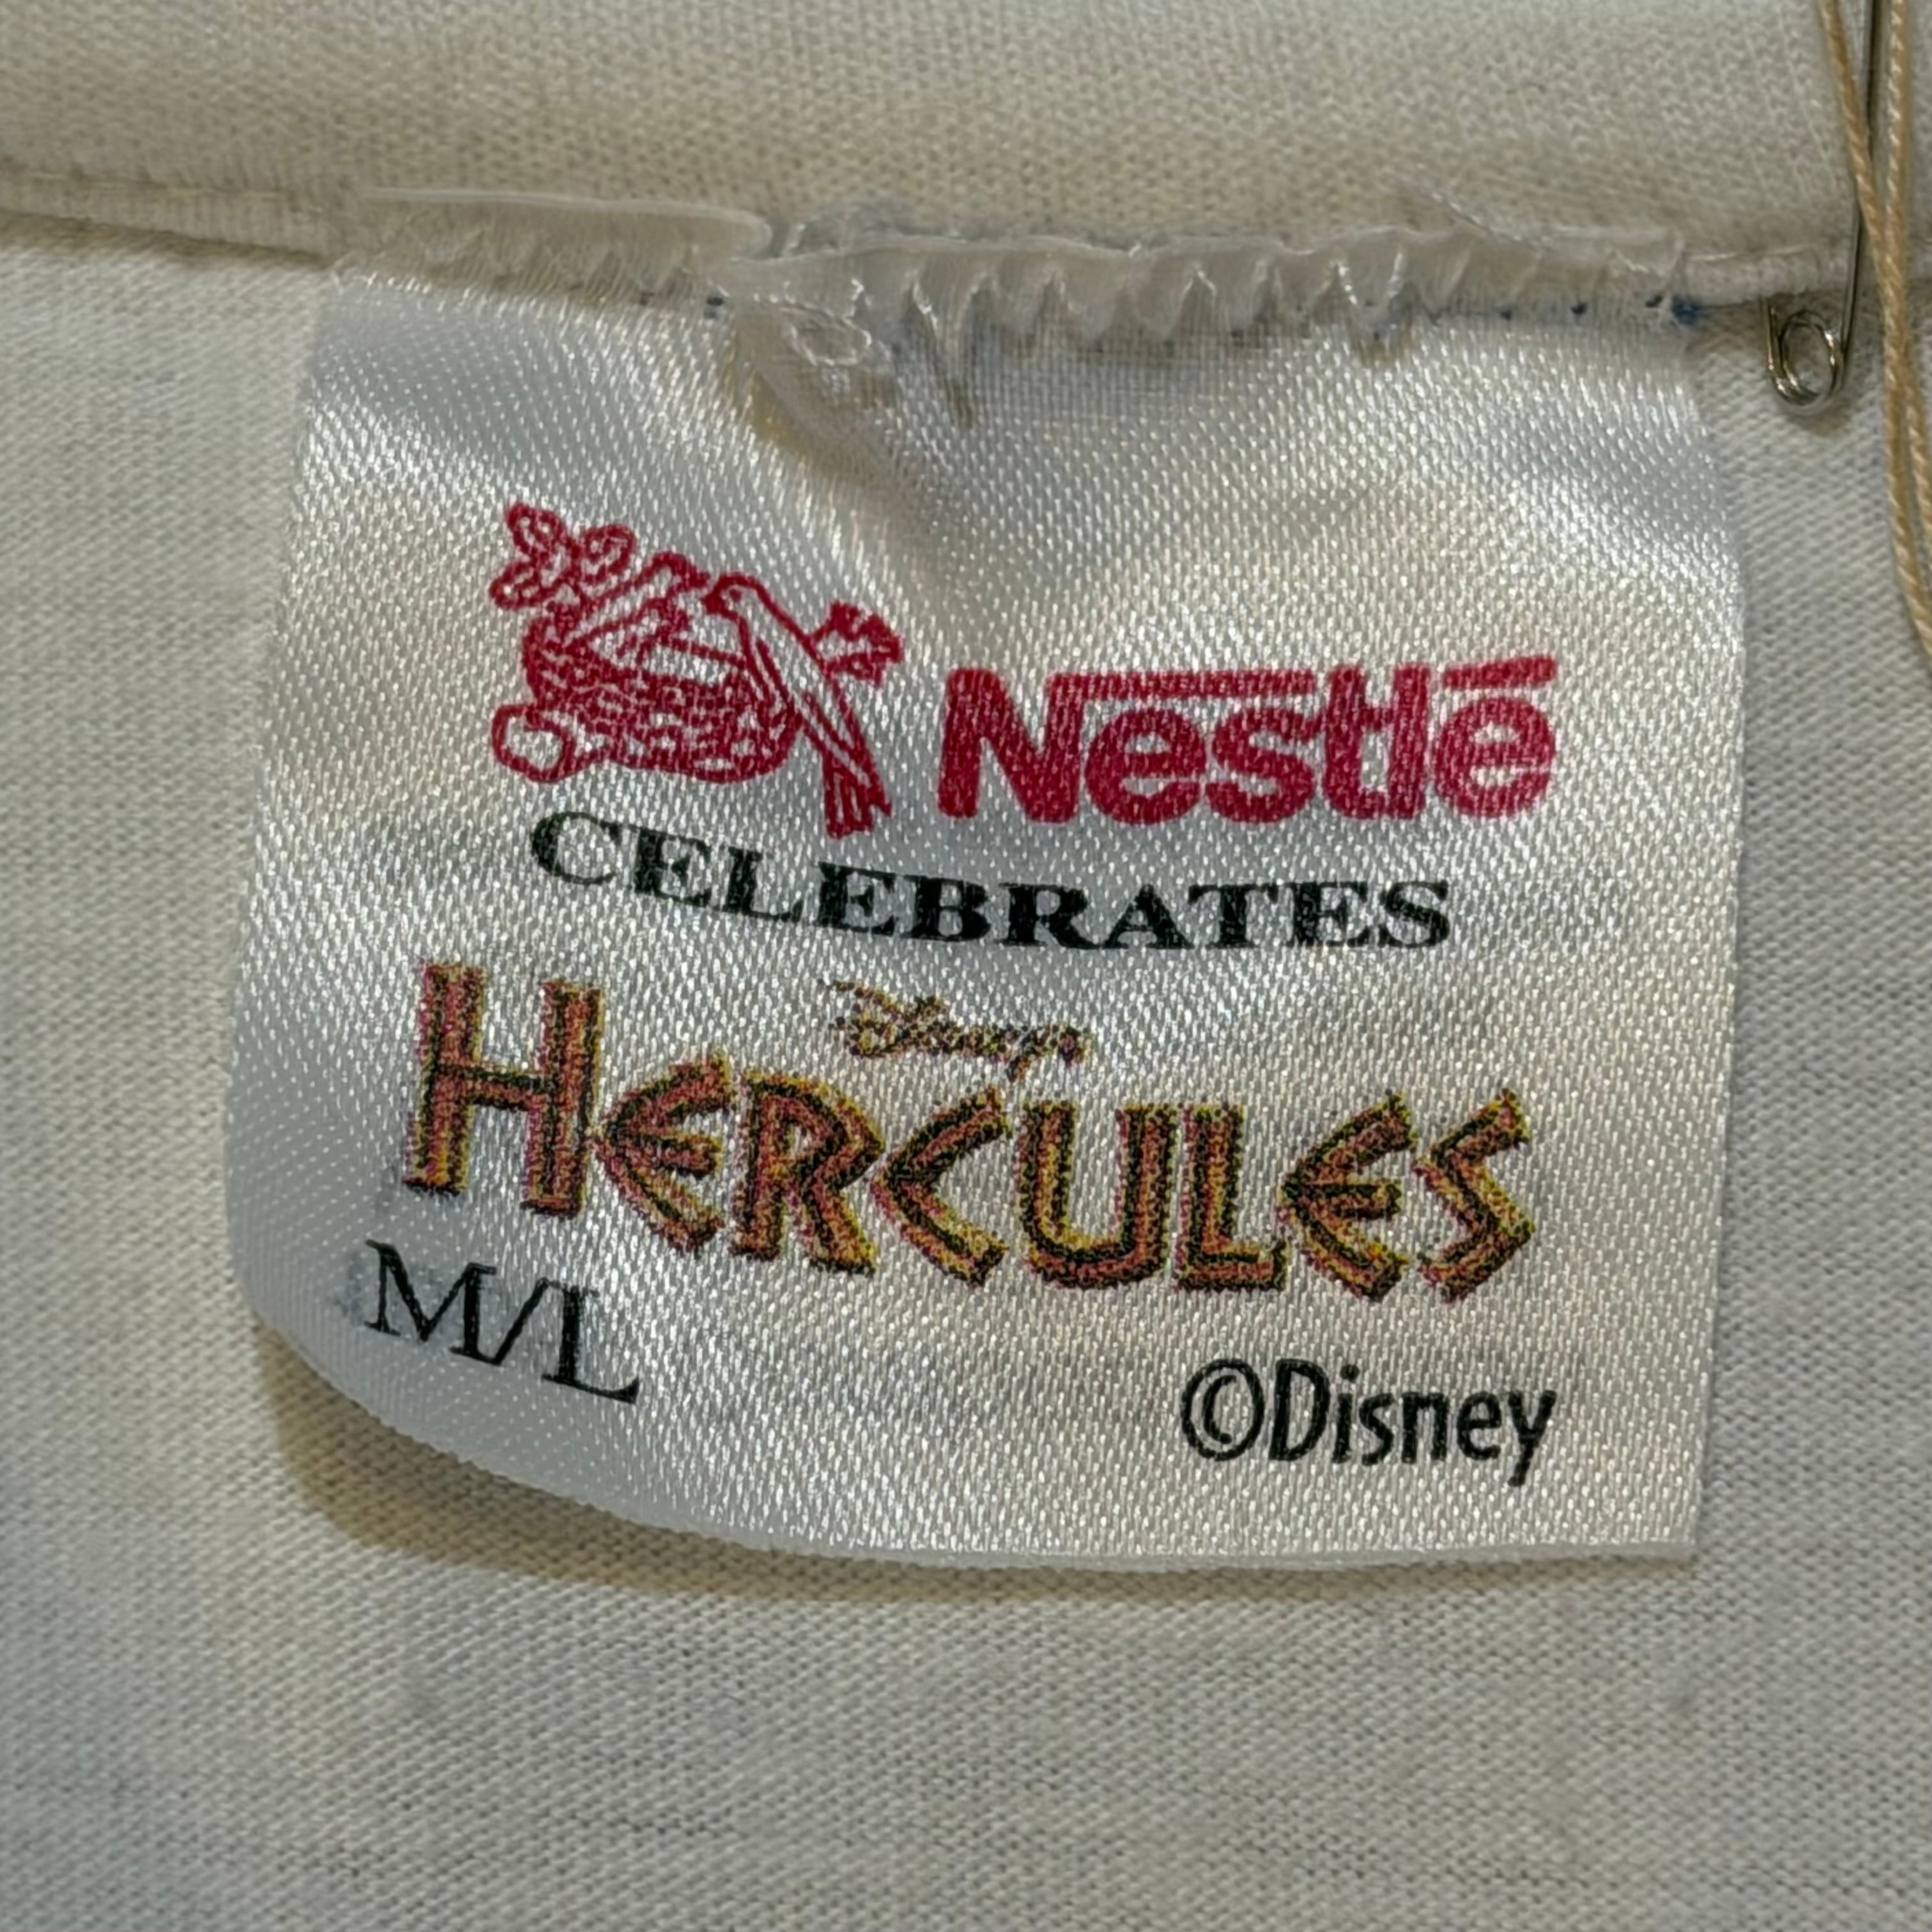 Nestlé
CELEBRATES
Disney's
HERCULES
M/L
©Disney